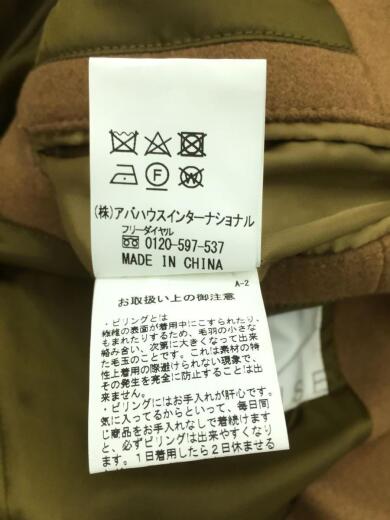 (株)アバハウスインターナショナル
フリーダイヤル
0120-597-537
MADE IN CHINA
A-2
お取扱い上の御注意
・ピリングとは
繊維の表面が着用中にこすられたり、
もまれたりするため、毛羽の小さな
絡み合い、次第に大きくなって出来
た毛玉のことです。これは素材の特
性上着用の際避けられない現象で、
その発生を完全に防止することは出
来ません。
・ピリングにはお手入れが肝心です。
気に入ってるからといって、毎日同
じ商品をお手入れなしで着続けます
と、必ずピリングは出来やすくなり
ます。1日着用したら2日休ませる